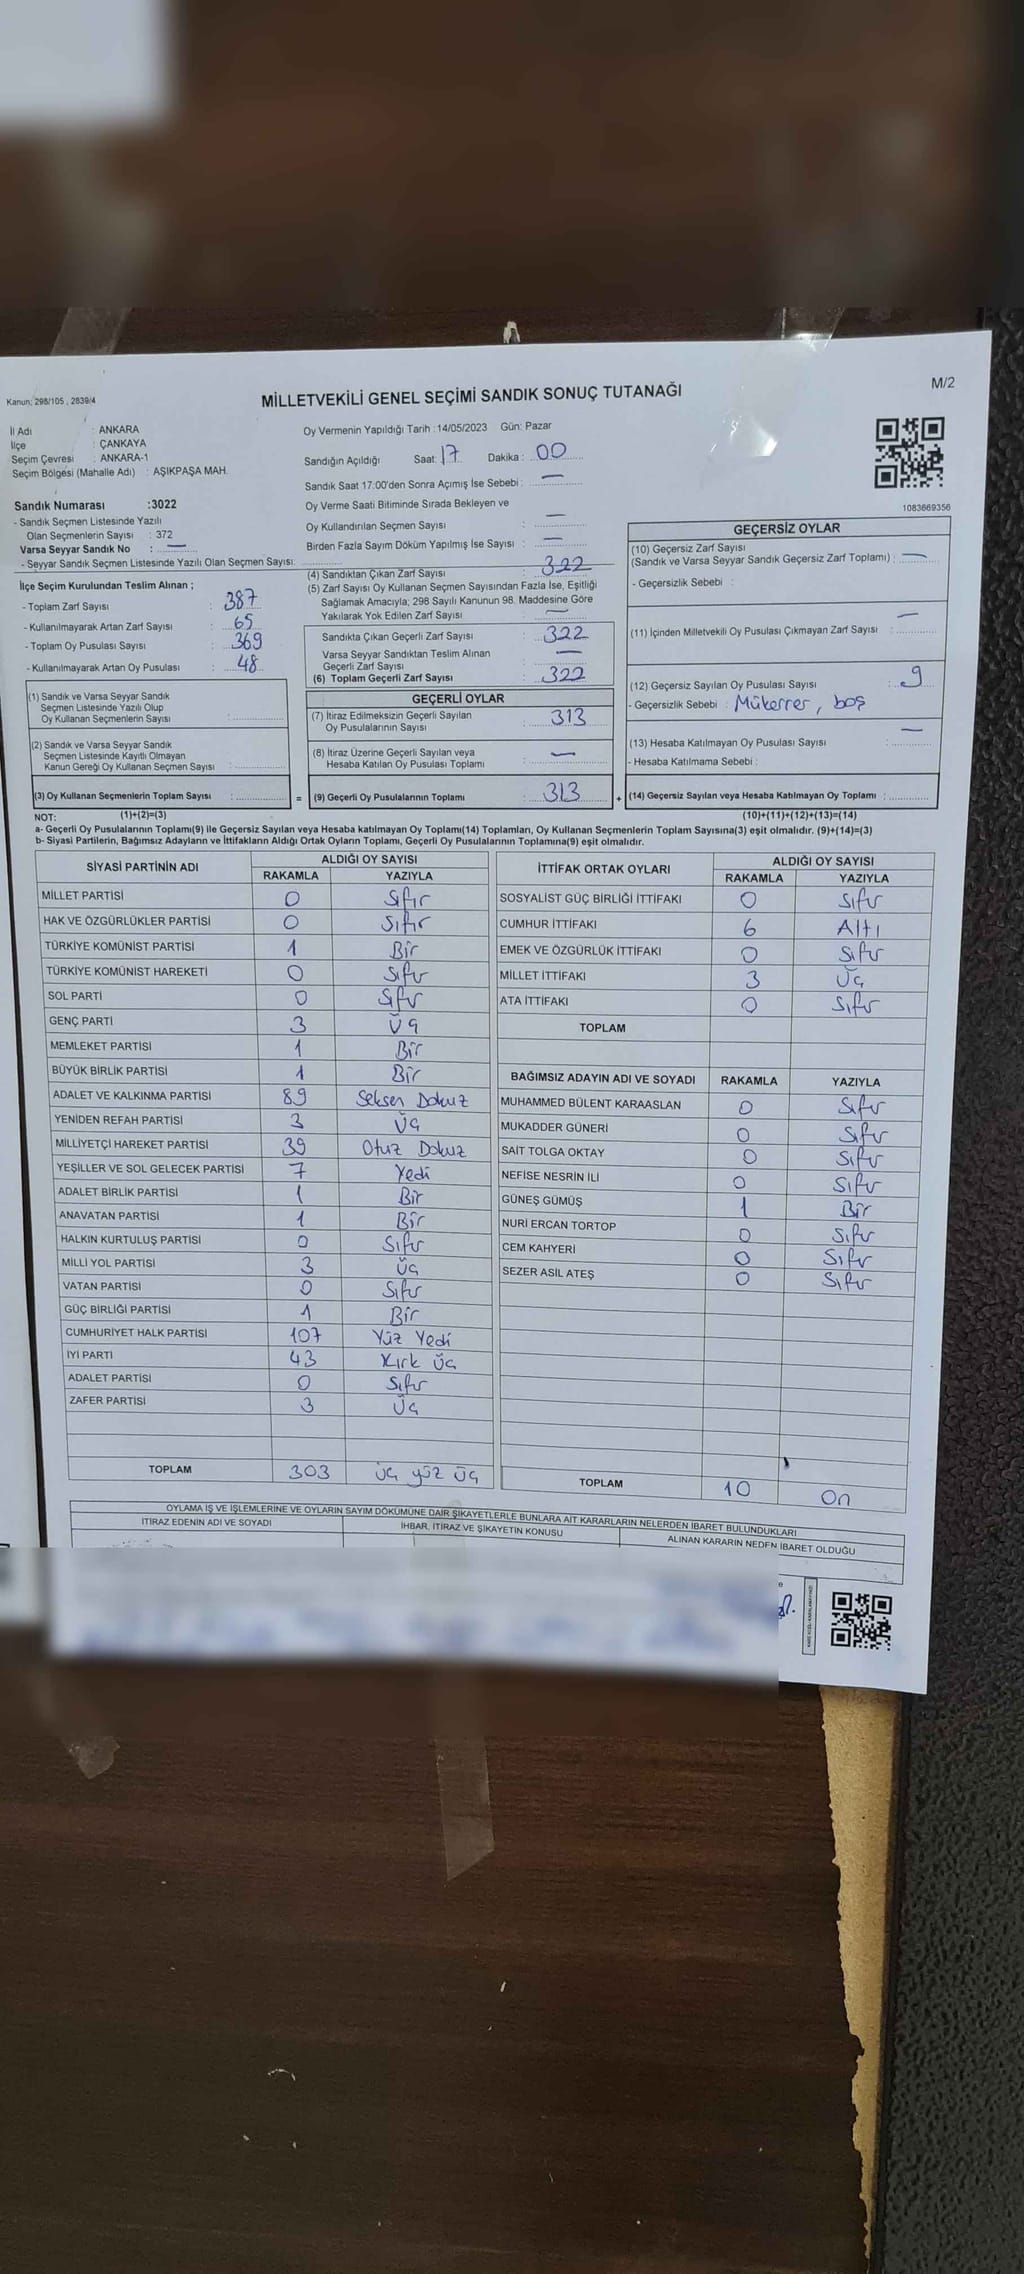 Kanun: 298/105 , 2839/4
MİLLETVEKİLİ GENEL SEÇİMİ SANDIK SONUÇ TUTANAĞI
M/2
İl Adı : ANKARA
İlçe : ÇANKAYA
Seçim Çevresi : ANKARA-1
Seçim Bölgesi (Mahalle Adı) : AŞIKPAŞA MAH.
Sandık Numarası :3022
- Sandık Seçmen Listesinde Yazılı
Olan Seçmenlerin Sayısı : 372
Varsa Seyyar Sandık No : —
- Seyyar Sandık Seçmen Listesinde Yazılı Olan Seçmen Sayısı:
İlçe Seçim Kurulundan Teslim Alınan ;
- Toplam Zarf Sayısı : 387
- Kullanılmayarak Artan Zarf Sayısı : 65
- Toplam Oy Pusulası Sayısı : 369
- Kullanılmayarak Artan Oy Pusulası : 48
(1) Sandık ve Varsa Seyyar Sandık
Seçmen Listesinde Yazılı Olup
Oy Kullanan Seçmenlerin Sayısı :
(2) Sandık ve Varsa Seyyar Sandık
Seçmen Listesinde Kayıtlı Olmayan
Kanun Gereği Oy Kullanan Seçmen Sayısı :
(3) Oy Kullanan Seçmenlerin Toplam Sayısı : =
Oy Vermenin Yapıldığı Tarih :14/05/2023 Gün: Pazar
Sandığın Açıldığı Saat: 17 Dakika : 00
Sandık Saat 17:00'den Sonra Açımış İse Sebebi : —
Oy Verme Saati Bitiminde Sırada Bekleyen ve
Oy Kullandırılan Seçmen Sayısı : —
Birden Fazla Sayım Döküm Yapılmış İse Sayısı : —
(4) Sandıktan Çıkan Zarf Sayısı : 322
(5) Zarf Sayısı Oy Kullanan Seçmen Sayısından Fazla İse, Eşitliği
Sağlamak Amacıyla; 298 Sayılı Kanunun 98. Maddesine Göre
Yakılarak Yok Edilen Zarf Sayısı : —
Sandıkta Çıkan Geçerli Zarf Sayısı : 322
Varsa Seyyar Sandıktan Teslim Alınan
Geçerli Zarf Sayısı : —
(6) Toplam Geçerli Zarf Sayısı : 322
GEÇERLİ OYLAR
(7) İtiraz Edilmeksizin Geçerli Sayılan
Oy Pusulalarının Sayısı : 313
(8) İtiraz Üzerine Geçerli Sayılan veya
Hesaba Katılan Oy Pusulası Toplamı : —
(9) Geçerli Oy Pusulalarının Toplamı : 313 +
1083669356
GEÇERSİZ OYLAR
(10) Geçersiz Zarf Sayısı
(Sandık ve Varsa Seyyar Sandık Geçersiz Zarf Toplamı) : —
- Geçersizlik Sebebi :
(11) İçinden Milletvekili Oy Pusulası Çıkmayan Zarf Sayısı : —
(12) Geçersiz Sayılan Oy Pusulası Sayısı : 9
- Geçersizlik Sebebi : Mükerrer, boş
(13) Hesaba Katılmayan Oy Pusulası Sayısı : —
- Hesaba Katılmama Sebebi :
(14) Geçersiz Sayılan veya Hesaba Katılmayan Oy Toplamı :
NOT: (1)+(2)=(3) (10)+(11)+(12)+(13)=(14)
a- Geçerli Oy Pusulalarının Toplamı(9) ile Geçersiz Sayılan veya Hesaba katılmayan Oy Toplamı(14) Toplamları, Oy Kullanan Seçmenlerin Toplam Sayısına(3) eşit olmalıdır. (9)+(14)=(3)
b- Siyasi Partilerin, Bağımsız Adayların ve İttifakların Aldığı Ortak Oyların Toplamı, Geçerli Oy Pusulalarının Toplamına(9) eşit olmalıdır.
SİYASİ PARTİNİN ADI ALDIĞI OY SAYISI
RAKAMLA YAZIYLA
MİLLET PARTİSİ 0 Sıfır
HAK VE ÖZGÜRLÜKLER PARTİSİ 0 Sıfır
TÜRKİYE KOMÜNİST PARTİSİ 1 Bir
TÜRKİYE KOMÜNİST HAREKETİ 0 Sıfır
SOL PARTİ 0 Sıfır
GENÇ PARTİ 3 Üç
MEMLEKET PARTİSİ 1 Bir
BÜYÜK BİRLİK PARTİSİ 1 Bir
ADALET VE KALKINMA PARTİSİ 89 Seksen Dokuz
YENİDEN REFAH PARTİSİ 3 Üç
MİLLİYETÇİ HAREKET PARTİSİ 39 Otuz Dokuz
YEŞİLLER VE SOL GELECEK PARTİSİ 7 Yedi
ADALET BİRLİK PARTİSİ 1 Bir
ANAVATAN PARTİSİ 1 Bir
HALKIN KURTULUŞ PARTİSİ 0 Sıfır
MİLLİ YOL PARTİSİ 3 Üç
VATAN PARTİSİ 0 Sıfır
GÜÇ BİRLİĞİ PARTİSİ 1 Bir
CUMHURİYET HALK PARTİSİ 107 Yüz Yedi
İYİ PARTİ 43 Kırk Üç
ADALET PARTİSİ 0 Sıfır
ZAFER PARTİSİ 3 Üç
TOPLAM 303 Üç yüz Üç
İTTİFAK ORTAK OYLARI ALDIĞI OY SAYISI
RAKAMLA YAZIYLA
SOSYALİST GÜÇ BİRLİĞİ İTTİFAKI 0 Sıfır
CUMHUR İTTİFAKI 6 Altı
EMEK VE ÖZGÜRLÜK İTTİFAKI 0 Sıfır
MİLLET İTTİFAKI 3 Üç
ATA İTTİFAKI 0 Sıfır
TOPLAM
BAĞIMSIZ ADAYIN ADI VE SOYADI RAKAMLA YAZIYLA
MUHAMMED BÜLENT KARAASLAN 0 Sıfır
MUKADDER GÜNERİ 0 Sıfır
SAİT TOLGA OKTAY 0 Sıfır
NEFİSE NESRİN İLİ 0 Sıfır
GÜNEŞ GÜMÜŞ 1 Bir
NURİ ERCAN TORTOP 0 Sıfır
CEM KAHYERİ 0 Sıfır
SEZER ASİL ATEŞ 0 Sıfır
TOPLAM 10 On
OYLAMA İŞ VE İŞLEMLERİNE VE OYLARIN SAYIM DÖKÜMÜNE DAİR ŞİKAYETLERLE BUNLARA AİT KARARLARIN NELERDEN İBARET BULUNDUKLARI
İTİRAZ EDENİN ADI VE SOYADI İHBAR, İTİRAZ VE ŞİKAYETİN KONUSU ALINAN KARARIN NEDEN İBARET OLDUĞU